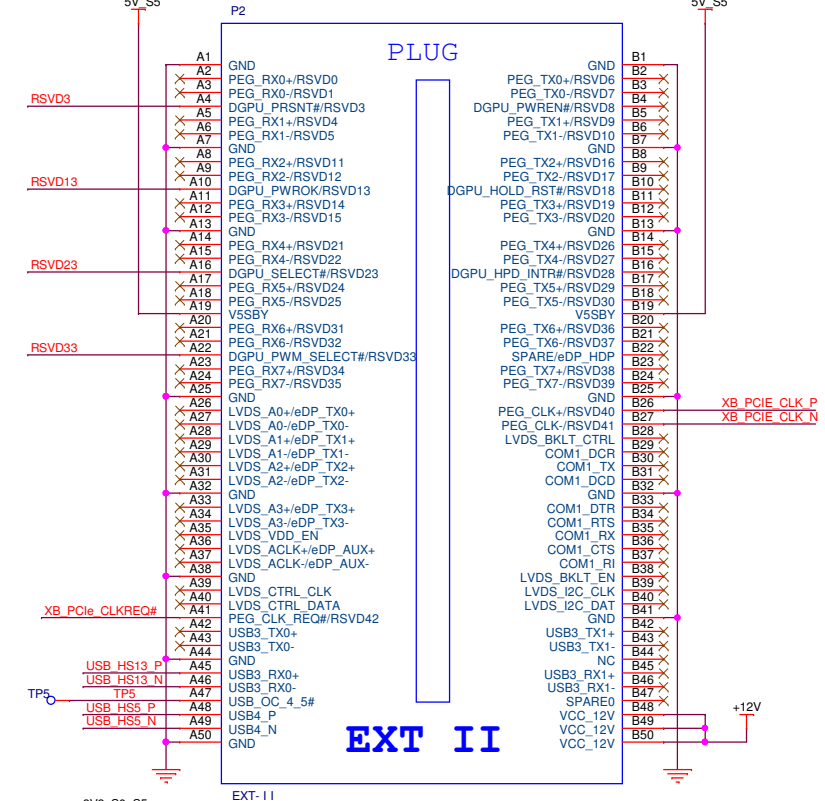 5V_S5 5V_S5
P2
PLUG
A1 GND GND B1
A2 PEG_RX0+/RSVD0 PEG_TX0+/RSVD6 B2
A3 PEG_RX0-/RSVD1 PEG_TX0-/RSVD7 B3
RSVD3 A4 DGPU_PRSNT#/RSVD3 DGPU_PWREN#/RSVD8 B4
A5 PEG_RX1+/RSVD4 PEG_TX1+/RSVD9 B5
A6 PEG_RX1-/RSVD5 PEG_TX1-/RSVD10 B6
A7 GND GND B7
A8 PEG_RX2+/RSVD11 PEG_TX2+/RSVD16 B8
A9 PEG_RX2-/RSVD12 PEG_TX2-/RSVD17 B9
RSVD13 A10 DGPU_PWROK/RSVD13 DGPU_HOLD_RST#/RSVD18 B10
A11 PEG_RX3+/RSVD14 PEG_TX3+/RSVD19 B11
A12 PEG_RX3-/RSVD15 PEG_TX3-/RSVD20 B12
A13 GND GND B13
A14 PEG_RX4+/RSVD21 PEG_TX4+/RSVD26 B14
A15 PEG_RX4-/RSVD22 PEG_TX4-/RSVD27 B15
RSVD23 A16 DGPU_SELECT#/RSVD23 DGPU_HPD_INTR#/RSVD28 B16
A17 PEG_RX5+/RSVD24 PEG_TX5+/RSVD29 B17
A18 PEG_RX5-/RSVD25 PEG_TX5-/RSVD30 B18
A19 V5SBY V5SBY B19
A20 PEG_RX6+/RSVD31 PEG_TX6+/RSVD36 B20
A21 PEG_RX6-/RSVD32 PEG_TX6-/RSVD37 B21
RSVD33 A22 DGPU_PWM_SELECT#/RSVD33 SPARE/eDP_HDP B22
A23 PEG_RX7+/RSVD34 PEG_TX7+/RSVD38 B23
A24 PEG_RX7-/RSVD35 PEG_TX7-/RSVD39 B24
A25 GND GND B25
A26 LVDS_A0+/eDP_TX0+ PEG_CLK+/RSVD40 B26 XB_PCIE_CLK_P
A27 LVDS_A0-/eDP_TX0- PEG_CLK-/RSVD41 B27 XB_PCIE_CLK_N
A28 LVDS_A1+/eDP_TX1+ LVDS_BKLT_CTRL B28
A29 LVDS_A1-/eDP_TX1- COM1_DCR B29
A30 LVDS_A2+/eDP_TX2+ COM1_TX B30
A31 LVDS_A2-/eDP_TX2- COM1_DCD B31
A32 GND GND B32
A33 LVDS_A3+/eDP_TX3+ COM1_DTR B33
A34 LVDS_A3-/eDP_TX3- COM1_RTS B34
A35 LVDS_VDD_EN COM1_RX B35
A36 LVDS_ACLK+/eDP_AUX+ COM1_CTS B36
A37 LVDS_ACLK-/eDP_AUX- COM1_RI B37
A38 GND LVDS_BKLT_EN B38
A39 LVDS_CTRL_CLK LVDS_I2C_CLK B39
A40 LVDS_CTRL_DATA LVDS_I2C_DAT B40
XB_PCIe_CLKREQ# A41 PEG_CLK_REQ#/RSVD42 GND B41
A42 USB3_TX0+ USB3_TX1+ B42
A43 USB3_TX0- USB3_TX1- B43
A44 GND NC B44
USB_HS13_P A45 USB3_RX0+ USB3_RX1+ B45
USB_HS13_N A46 USB3_RX0- USB3_RX1- B46
TP5 TP5 A47 USB_OC_4_5# SPARE0 B47
USB_HS5_P A48 USB4_P VCC_12V B48 +12V
USB_HS5_N A49 USB4_N VCC_12V B49
A50 GND VCC_12V B50
EXT II
EXT-II